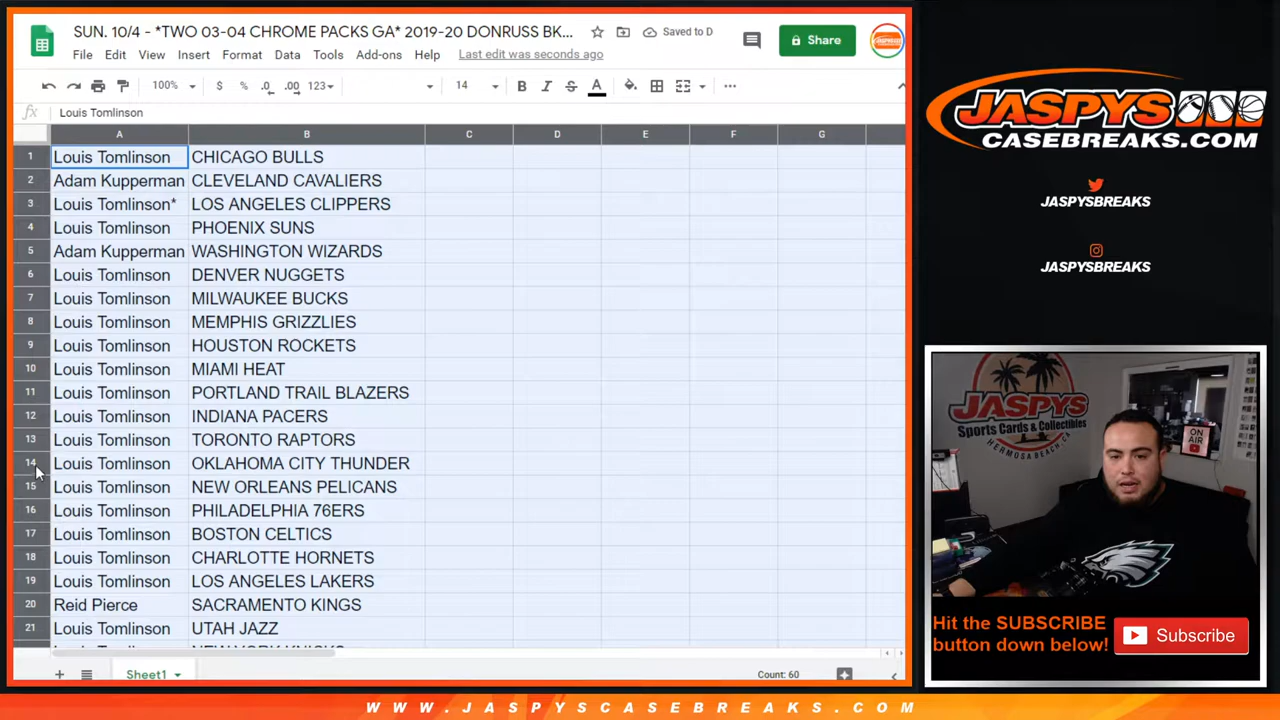 SUN. 10/4 - *TWO 03-04 CHROME PACKS GA* 2019-20 DONRUSS BK...
Saved to D
Share
File Edit View Insert Format Data Tools Add-ons Help Last edit was seconds ago
100% $ % .0 .00 123 14 B I S A
fx Louis Tomlinson
A B C D E F G
1 Louis Tomlinson CHICAGO BULLS
2 Adam Kupperman CLEVELAND CAVALIERS
3 Louis Tomlinson* LOS ANGELES CLIPPERS
4 Louis Tomlinson PHOENIX SUNS
5 Adam Kupperman WASHINGTON WIZARDS
6 Louis Tomlinson DENVER NUGGETS
7 Louis Tomlinson MILWAUKEE BUCKS
8 Louis Tomlinson MEMPHIS GRIZZLIES
9 Louis Tomlinson HOUSTON ROCKETS
10 Louis Tomlinson MIAMI HEAT
11 Louis Tomlinson PORTLAND TRAIL BLAZERS
12 Louis Tomlinson INDIANA PACERS
13 Louis Tomlinson TORONTO RAPTORS
14 Louis Tomlinson OKLAHOMA CITY THUNDER
15 Louis Tomlinson NEW ORLEANS PELICANS
16 Louis Tomlinson PHILADELPHIA 76ERS
17 Louis Tomlinson BOSTON CELTICS
18 Louis Tomlinson CHARLOTTE HORNETS
19 Louis Tomlinson LOS ANGELES LAKERS
20 Reid Pierce SACRAMENTO KINGS
21 Louis Tomlinson UTAH JAZZ
Sheet1 Count: 60
JASPYS
CASEBREAKS.COM
JASPYSBREAKS
JASPYSBREAKS
JASPYS
Sports Cards & Collectibles
HERMOSA BEACH, CA
ON
AIR
Hit the SUBSCRIBE
button down below!
Subscribe
WWW.JASPYSCASEBREAKS.COM